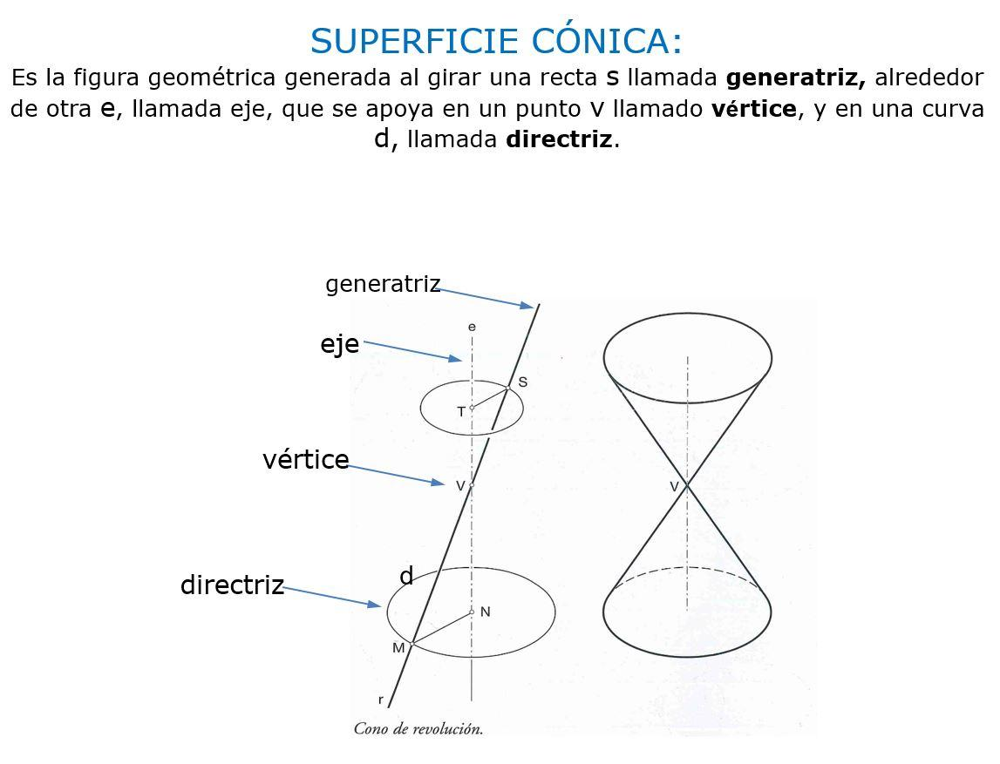 SUPERFICIE CÓNICA:
Es la figura geométrica generada al girar una recta s llamada generatriz, alrededor
de otra e, llamada eje, que se apoya en un punto v llamado vértice, y en una curva
d, llamada directriz.
generatriz
e
eje
S
T
vértice
V
V
d
directriz
N
M
r
Cono de revolución.